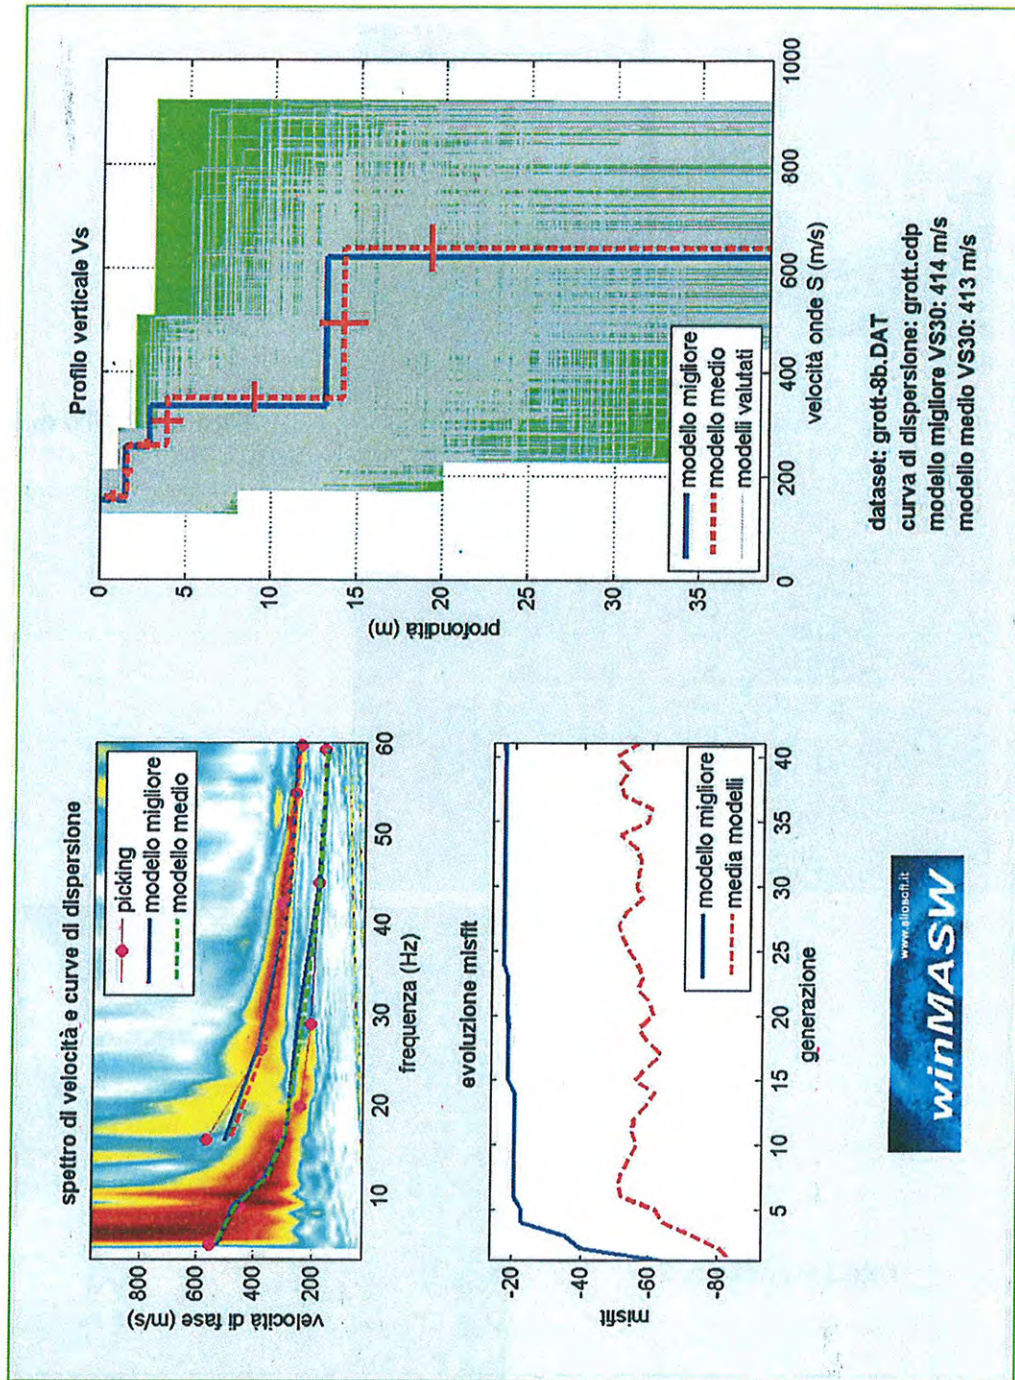 spettro di velocità e curve di dispersione
picking
modello migliore
modello medio
velocità di fase (m/s)
800
600
400
200
10
20
30
40
50
60
frequenza (Hz)
evoluzione misfit
modello migliore
media modelli
misfit
-20
-40
-60
-80
5
10
15
20
25
30
35
40
generazione
Profilo verticale Vs
profondità (m)
0
5
10
15
20
25
30
35
0
200
400
600
800
1000
velocità onde S (m/s)
modello migliore
modello medio
modelli valutati
dataset: grott-8b.DAT
curva di dispersione: grott.cdp
modello migliore VS30: 414 m/s
modello medio VS30: 413 m/s
www.eliosoft.it
winMASW